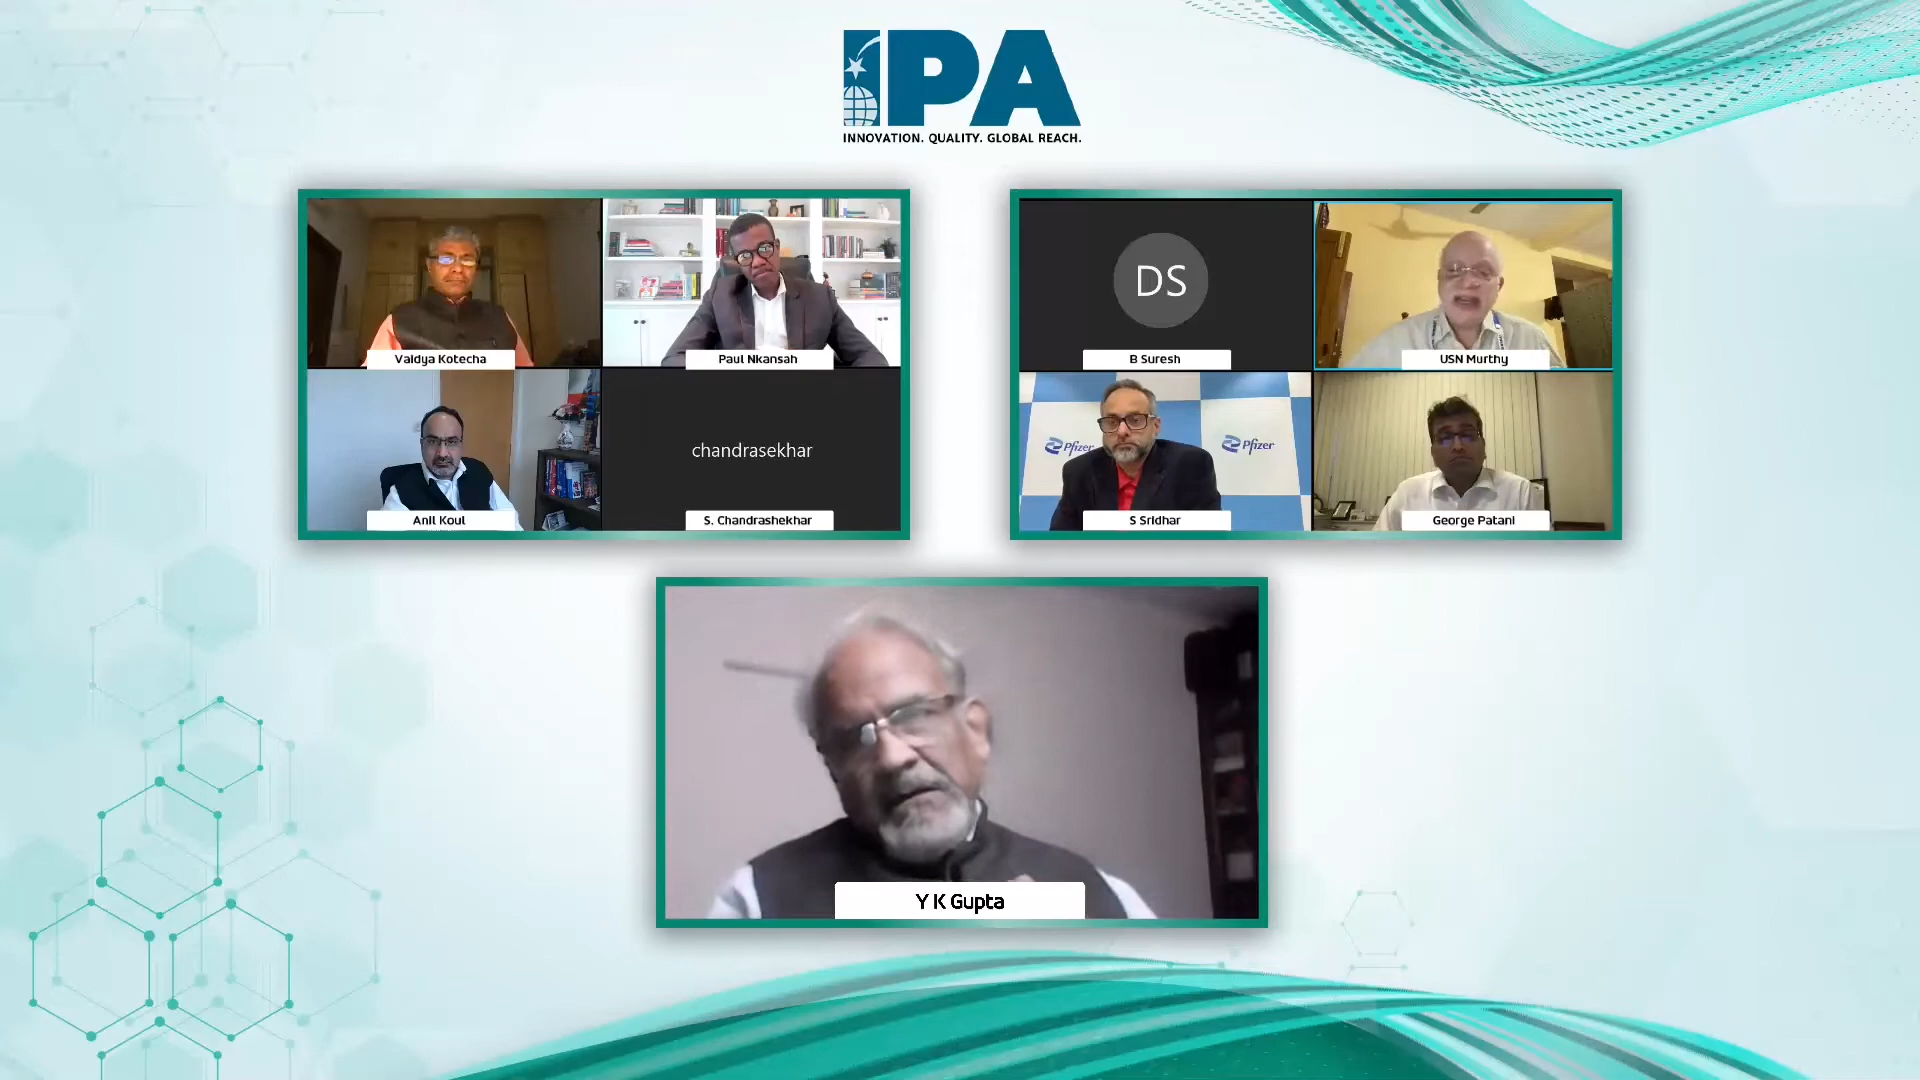 IPA
INNOVATION. QUALITY. GLOBAL REACH.
Vaidya Kotecha
Paul Nkansah
Anil Koul
chandrasekhar
S. Chandrashekhar
DS
B Suresh
USN Murthy
Pfizer
Pfizer
S Sridhar
George Patani
Y K Gupta